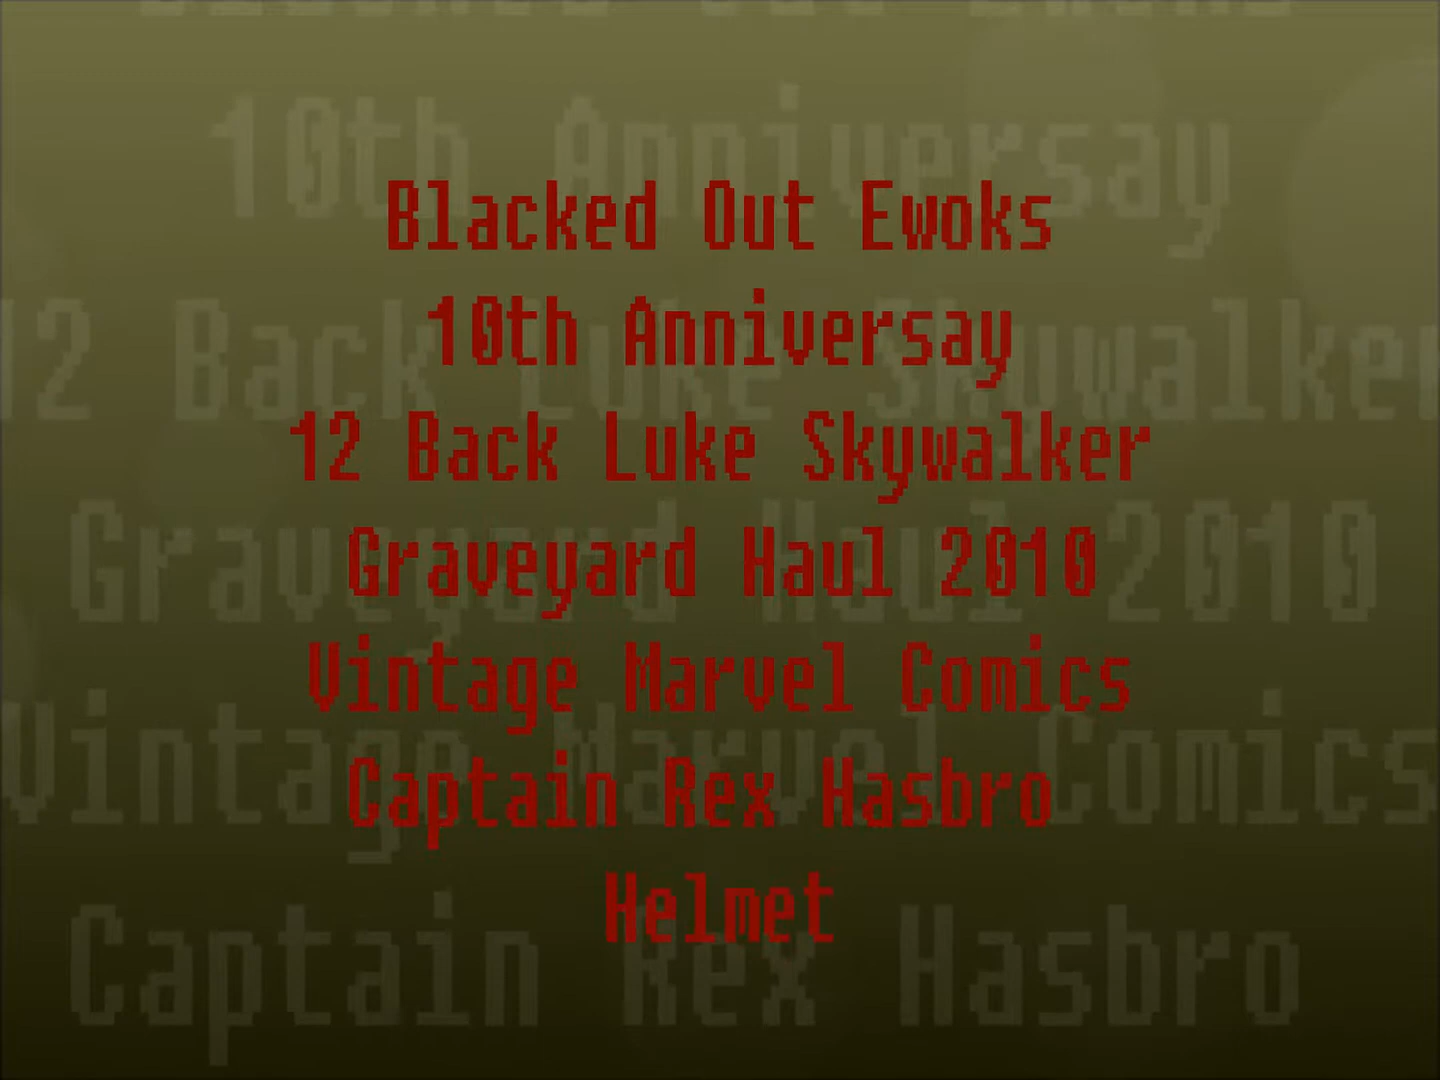 Blacked Out Ewoks
10th Anniversay
12 Back Luke Skywalker
Graveyard Haul 2010
Vintage Marvel Comics
Captain Rex Hasbro
Helmet